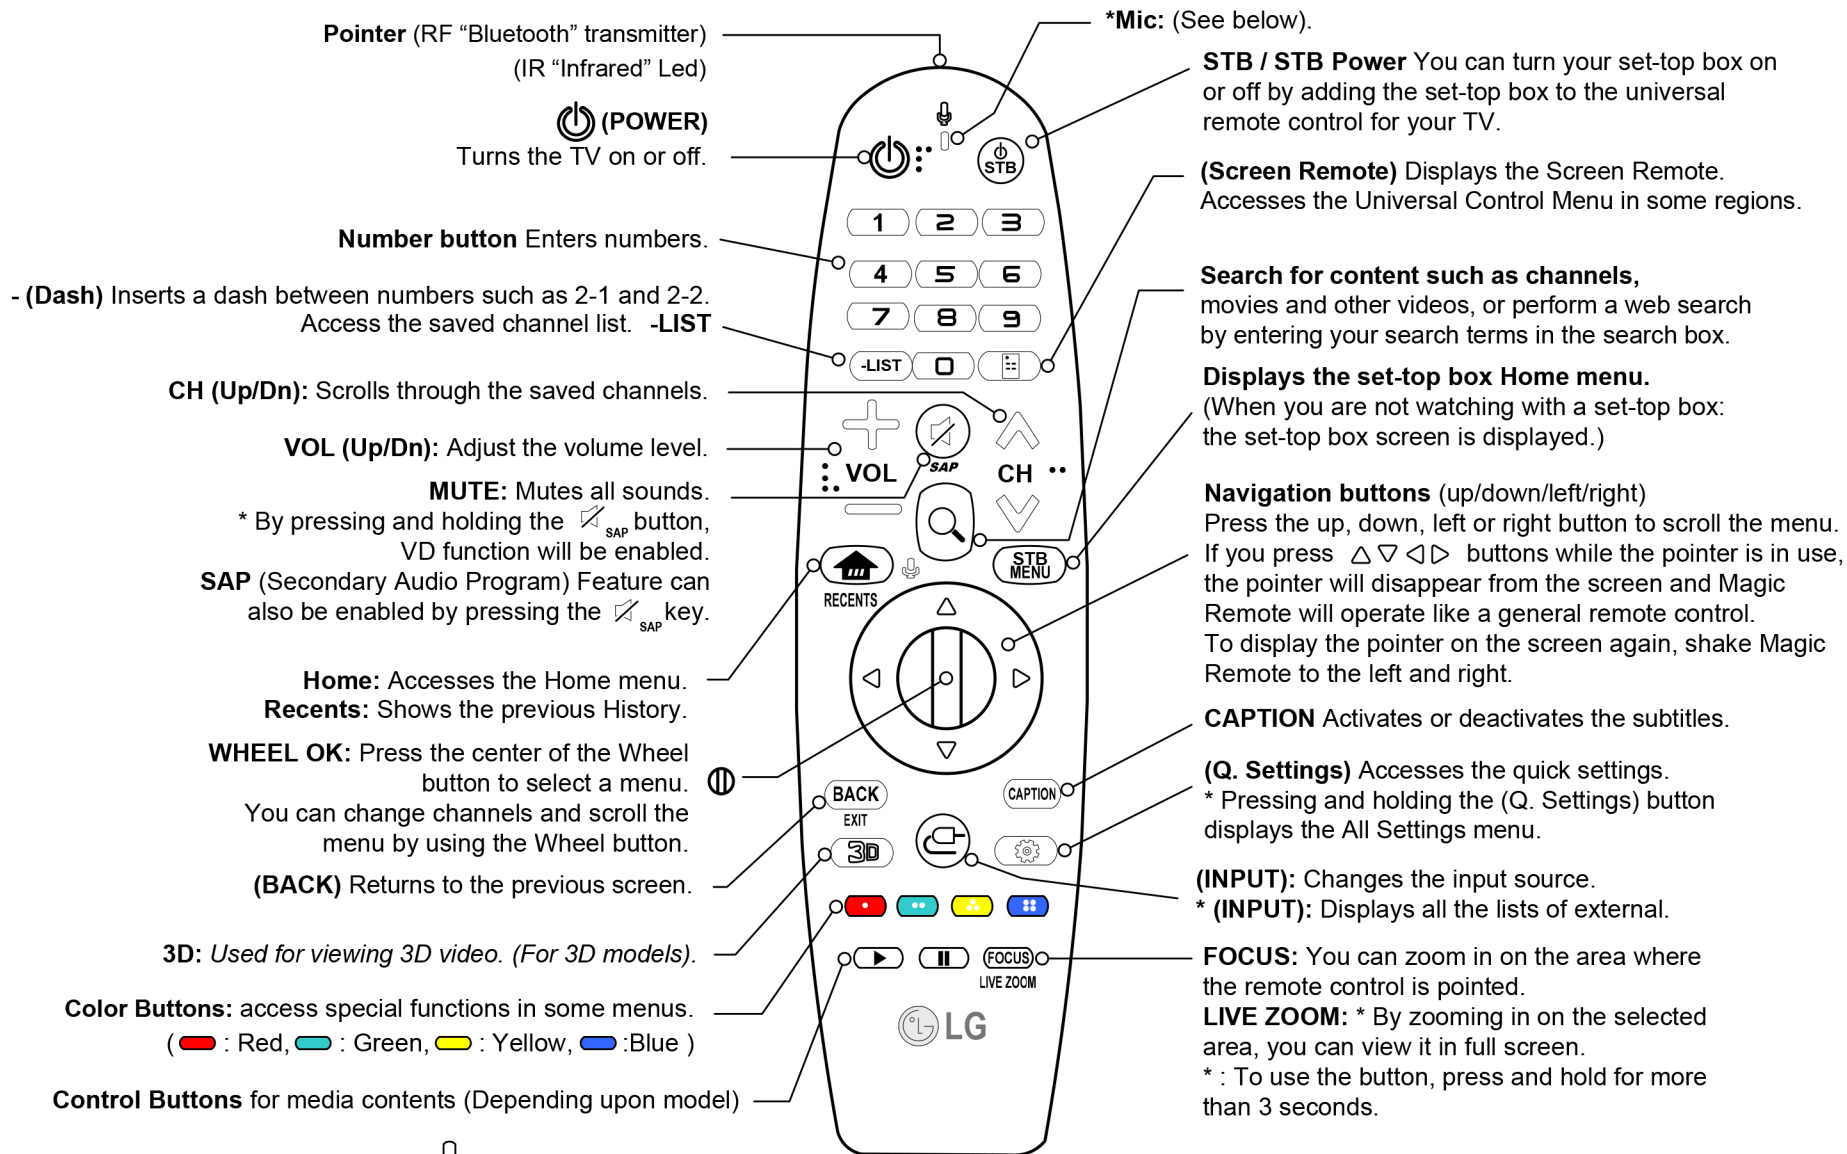 Pointer (RF “Bluetooth” transmitter)
(IR “Infrared” Led)
(POWER)
Turns the TV on or off.
Number button Enters numbers.
- (Dash) Inserts a dash between numbers such as 2-1 and 2-2.
Access the saved channel list. -LIST
CH (Up/Dn): Scrolls through the saved channels.
VOL (Up/Dn): Adjust the volume level.
MUTE: Mutes all sounds.
* By pressing and holding the SAP button,
VD function will be enabled.
SAP (Secondary Audio Program) Feature can
also be enabled by pressing the SAP key.
Home: Accesses the Home menu.
Recents: Shows the previous History.
WHEEL OK: Press the center of the Wheel
button to select a menu.
You can change channels and scroll the
menu by using the Wheel button.
(BACK) Returns to the previous screen.
3D: Used for viewing 3D video. (For 3D models).
Color Buttons: access special functions in some menus.
( : Red, : Green, : Yellow, :Blue )
Control Buttons for media contents (Depending upon model)
STB
1 2 3
4 5 6
7 8 9
-LIST 0
SAP
VOL CH
STB
MENU
RECENTS
BACK CAPTION
EXIT
3D
FOCUS
LIVE ZOOM
LG LG
*Mic: (See below).
STB / STB Power You can turn your set-top box on
or off by adding the set-top box to the universal
remote control for your TV.
(Screen Remote) Displays the Screen Remote.
Accesses the Universal Control Menu in some regions.
Search for content such as channels,
movies and other videos, or perform a web search
by entering your search terms in the search box.
Displays the set-top box Home menu.
(When you are not watching with a set-top box:
the set-top box screen is displayed.)
Navigation buttons (up/down/left/right)
Press the up, down, left or right button to scroll the menu.
If you press △ ▽ ◁ ▷ buttons while the pointer is in use,
the pointer will disappear from the screen and Magic
Remote will operate like a general remote control.
To display the pointer on the screen again, shake Magic
Remote to the left and right.
CAPTION Activates or deactivates the subtitles.
(Q. Settings) Accesses the quick settings.
* Pressing and holding the (Q. Settings) button
displays the All Settings menu.
(INPUT): Changes the input source.
* (INPUT): Displays all the lists of external.
FOCUS: You can zoom in on the area where
the remote control is pointed.
LIVE ZOOM: * By zooming in on the selected
area, you can view it in full screen.
* : To use the button, press and hold for more
than 3 seconds.